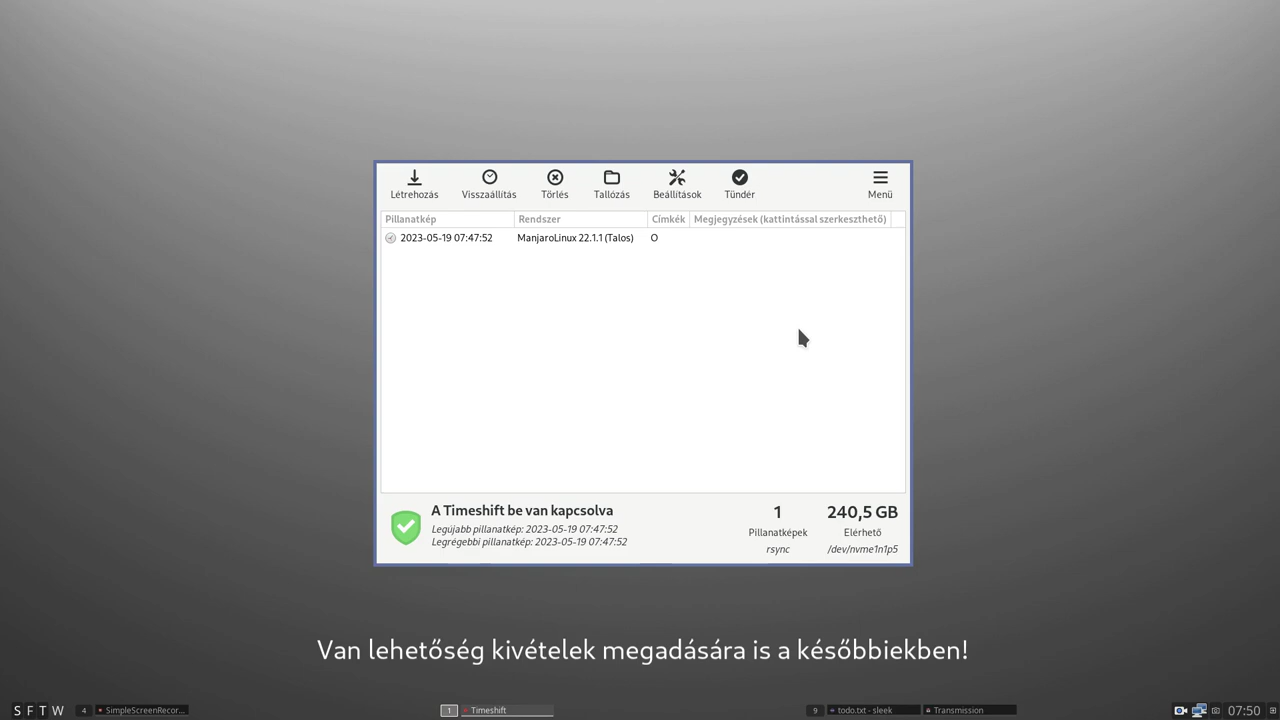 Létrehozás Visszaállítás Törlés Tallózás Beállítások Tündér Menü
Pillanatkép Rendszer Címkék Megjegyzések (kattintással szerkeszthető)
2023-05-19 07:47:52 ManjaroLinux 22.1.1 (Talos) O
A Timeshift be van kapcsolva
Legújabb pillanatkép: 2023-05-19 07:47:52
Legrégebbi pillanatkép: 2023-05-19 07:47:52
1
Pillanatképek
rsync
240,5 GB
Elérhető
/dev/nvme1n1p5
Van lehetőség kivételek megadására is a későbbiekben!
S F T W 4 SimpleScreenRecor... 1 Timeshift 9 todo.txt - sleek Transmission 07:50